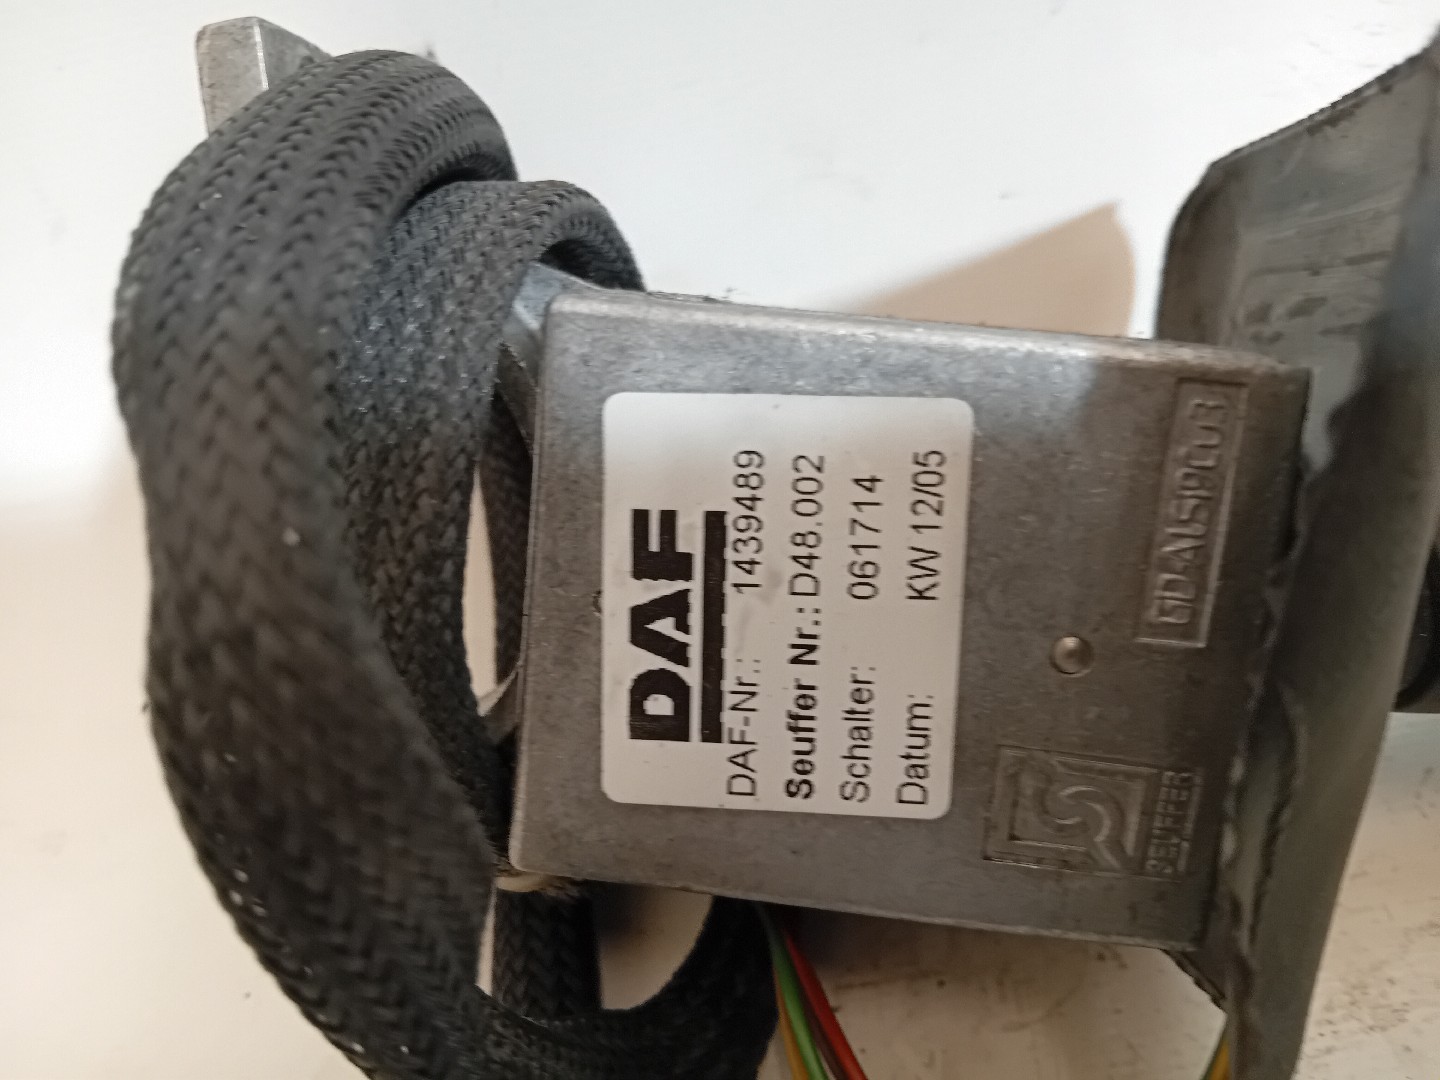 DAF
DAF-Nr.: 1439489
Seuffer Nr.: D48.002
Schalter: 061714
Datum: KW 12/05
SEUFFER